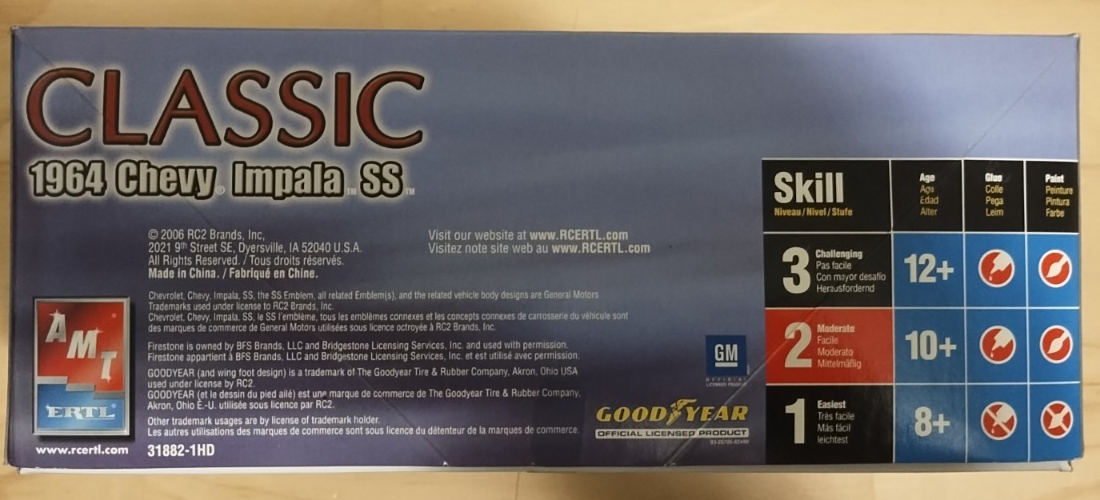 CLASSIC
1964 Chevy® Impala™ SS™
© 2006 RC2 Brands, Inc,
2021 9th Street SE, Dyersville, IA 52040 U.S.A.
All Rights Reserved. / Tous droits réservés.
Made in China. / Fabriqué en Chine.
Visit our website at www.RCERTL.com
Visitez note site web au www.RCERTL.com
Chevrolet, Chevy, Impala, SS, the SS Emblem, all related Emblem(s), and the related vehicle body designs are General Motors
Trademarks used under license to RC2 Brands, Inc.
Chevrolet, Chevy, Impala, SS, le SS l'emblème, tous les emblèmes connexes et les concepts connexes de carrosserie du véhicule sont
des marques de commerce de General Motors utilisées sous licence octroyée à RC2 Brands, Inc.
Firestone is owned by BFS Brands, LLC and Bridgestone Licensing Services, Inc. and used with permission.
Firestone appartient à BFS Brands, LLC and Bridgestone Licensing Services, Inc. et est utilisé avec permission.
GOODYEAR (and wing foot design) is a trademark of The Goodyear Tire & Rubber Company, Akron, Ohio USA
used under license by RC2.
GOODYEAR (et le dessin du pied ailé) est une marque de commerce de The Goodyear Tire & Rubber Company,
Akron, Ohio É.-U. utilisée sous licence par RC2.
Other trademark usages are by license of trademark holder.
Les autres utilisations des marques de commerce sont sous licence du détenteur de la marques de commerce.
AMT
ERTL
www.rcertl.com
31882-1HD
GM
OFFICIAL
LICENSED PRODUCT
GOODYEAR
OFFICIAL LICENSED PRODUCT
Skill
Niveau/Nivel/Stufe
Age
Age
Edad
Alter
Glue
Colle
Pega
Leim
Paint
Peinture
Pintura
Farbe
3
Challenging
Pas facile
Con mayor desafío
Herausfordernd
12+
2
Moderate
Facile
Moderato
Mittelmäßig
10+
1
Easiest
Très facile
Más fácil
leichtest
8+